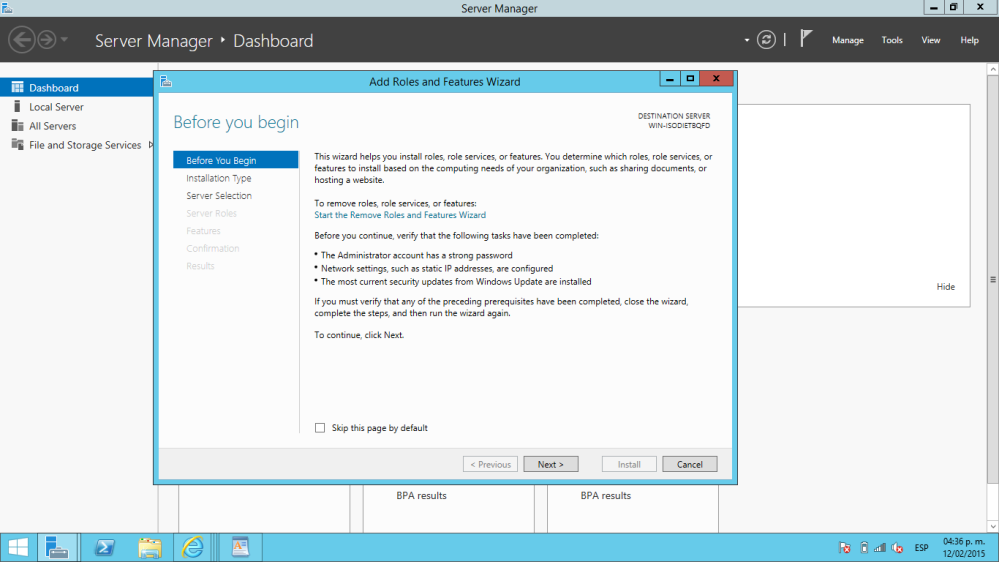 Server Manager
Server Manager ‣ Dashboard
Manage Tools View Help
Dashboard
Local Server
All Servers
File and Storage Services
Add Roles and Features Wizard
Before you begin
DESTINATION SERVER
WIN-ISODIETBQFD
Before You Begin
Installation Type
Server Selection
Server Roles
Features
Confirmation
Results
This wizard helps you install roles, role services, or features. You determine which roles, role services, or
features to install based on the computing needs of your organization, such as sharing documents, or
hosting a website.
To remove roles, role services, or features:
Start the Remove Roles and Features Wizard
Before you continue, verify that the following tasks have been completed:
• The Administrator account has a strong password
• Network settings, such as static IP addresses, are configured
• The most current security updates from Windows Update are installed
If you must verify that any of the preceding prerequisites have been completed, close the wizard,
complete the steps, and then run the wizard again.
To continue, click Next.
Skip this page by default
< Previous Next > Install Cancel
Hide
BPA results BPA results
ESP
04:36 p. m.
12/02/2015